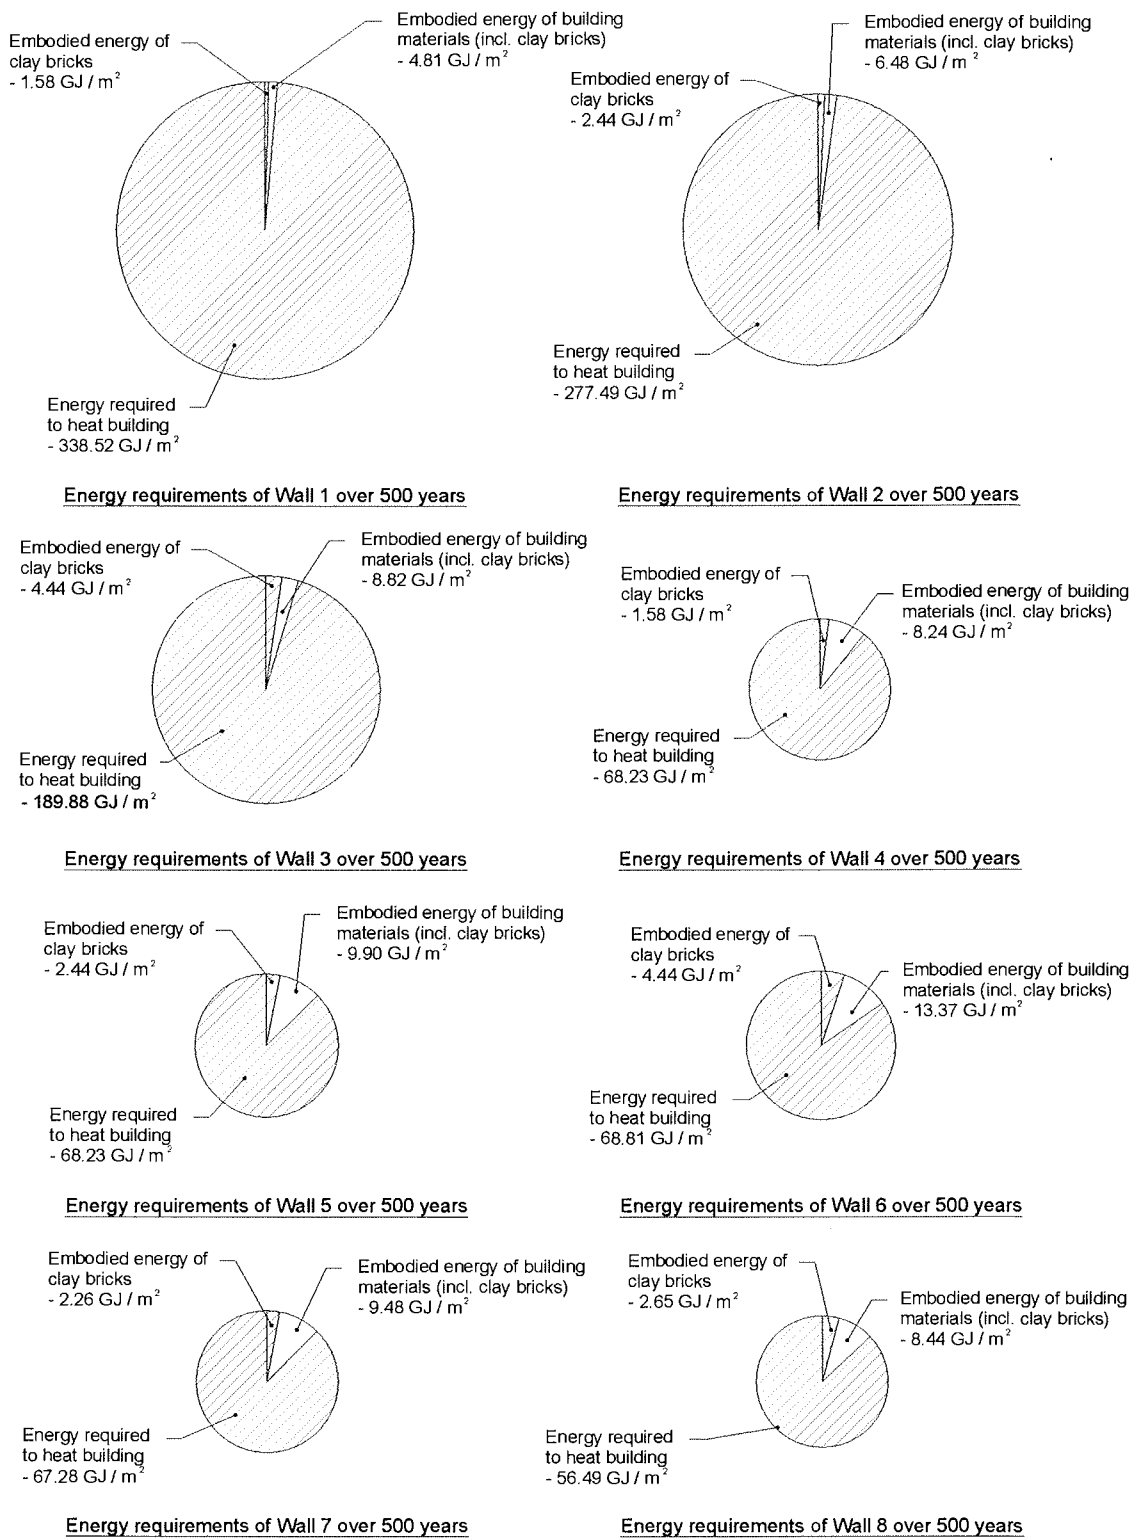 Embodied energy of
clay bricks
- 1.58 GJ / m²
Embodied energy of building
materials (incl. clay bricks)
- 4.81 GJ / m²
Energy required
to heat building
- 338.52 GJ / m²
Energy requirements of Wall 1 over 500 years
Embodied energy of
clay bricks
- 2.44 GJ / m²
Embodied energy of building
materials (incl. clay bricks)
- 6.48 GJ / m²
Energy required
to heat building
- 277.49 GJ / m²
Energy requirements of Wall 2 over 500 years
Embodied energy of
clay bricks
- 4.44 GJ / m²
Embodied energy of building
materials (incl. clay bricks)
- 8.82 GJ / m²
Energy required
to heat building
- 189.88 GJ / m²
Energy requirements of Wall 3 over 500 years
Embodied energy of
clay bricks
- 1.58 GJ / m²
Embodied energy of building
materials (incl. clay bricks)
- 8.24 GJ / m²
Energy required
to heat building
- 68.23 GJ / m²
Energy requirements of Wall 4 over 500 years
Embodied energy of
clay bricks
- 2.44 GJ / m²
Embodied energy of building
materials (incl. clay bricks)
- 9.90 GJ / m²
Energy required
to heat building
- 68.23 GJ / m²
Energy requirements of Wall 5 over 500 years
Embodied energy of
clay bricks
- 4.44 GJ / m²
Embodied energy of building
materials (incl. clay bricks)
- 13.37 GJ / m²
Energy required
to heat building
- 68.81 GJ / m²
Energy requirements of Wall 6 over 500 years
Embodied energy of
clay bricks
- 2.26 GJ / m²
Embodied energy of building
materials (incl. clay bricks)
- 9.48 GJ / m²
Energy required
to heat building
- 67.28 GJ / m²
Energy requirements of Wall 7 over 500 years
Embodied energy of
clay bricks
- 2.65 GJ / m²
Embodied energy of building
materials (incl. clay bricks)
- 8.44 GJ / m²
Energy required
to heat building
- 56.49 GJ / m²
Energy requirements of Wall 8 over 500 years